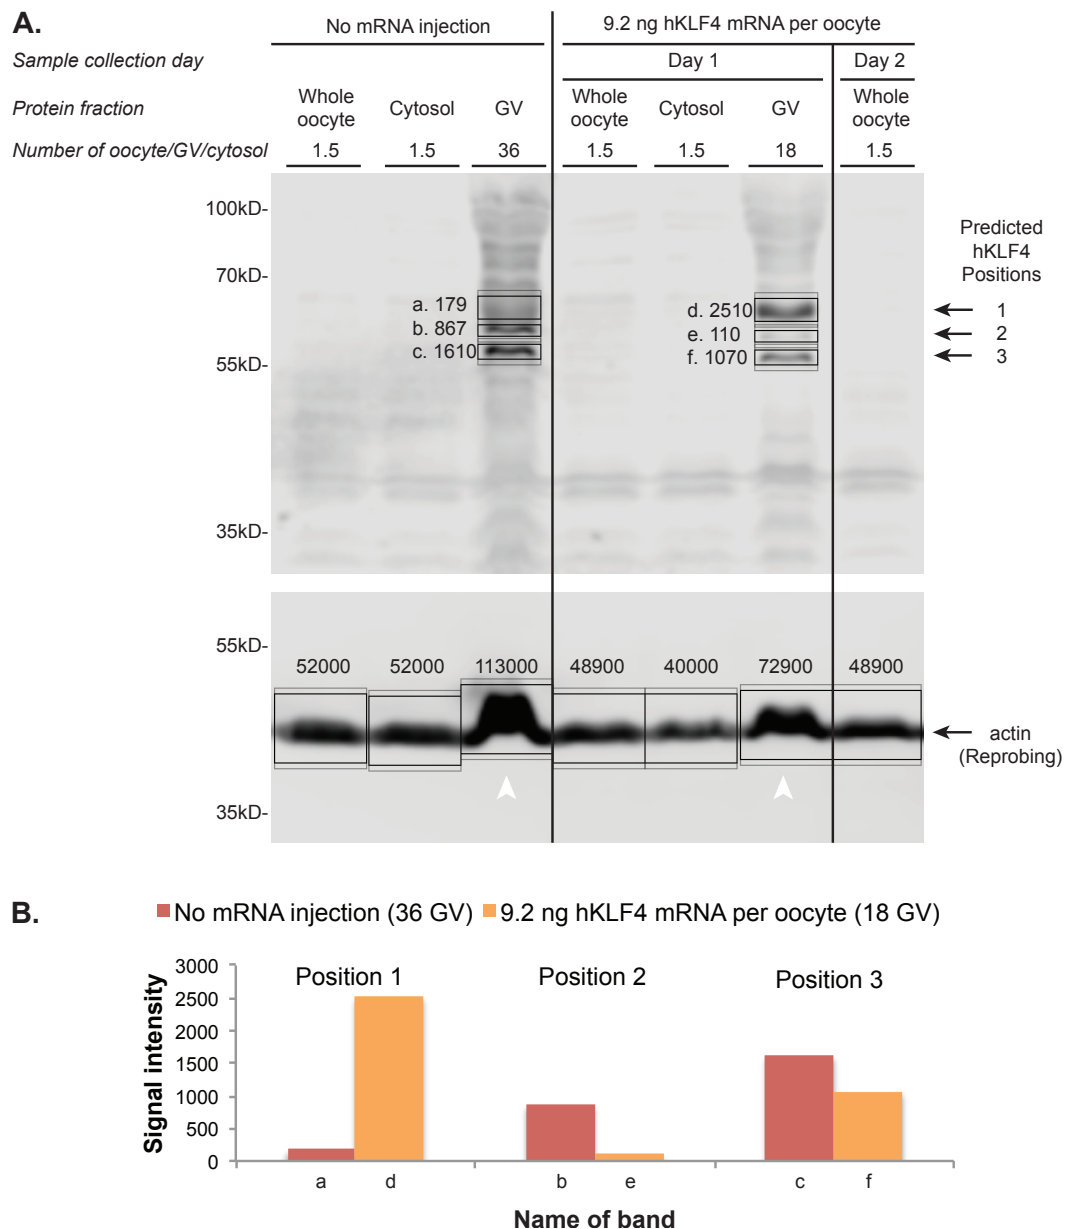 A.
No mRNA injection
9.2 ng hKLF4 mRNA per oocyte
Sample collection day
Day 1
Day 2
Protein fraction
Whole oocyte
Cytosol
GV
Whole oocyte
Cytosol
GV
Whole oocyte
Number of oocyte/GV/cytosol
1.5
1.5
36
1.5
1.5
18
1.5
100kD-
70kD-
55kD-
35kD-
a. 179
b. 867
c. 1610
d. 2510
e. 110
f. 1070
Predicted
hKLF4
Positions
1
2
3
55kD-
35kD-
52000
52000
113000
48900
40000
72900
48900
actin
(Reprobing)
B.
No mRNA injection (36 GV)
9.2 ng hKLF4 mRNA per oocyte (18 GV)
Signal intensity
3000
2500
2000
1500
1000
500
0
Position 1
Position 2
Position 3
a
d
b
e
c
f
Name of band